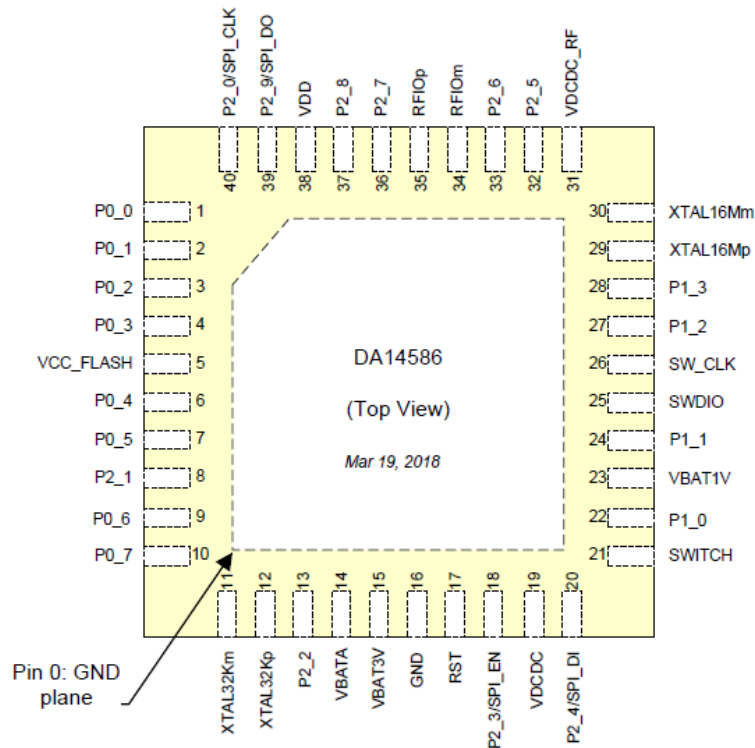 P2_0/SPI_CLK
P2_9/SPI_DO
VDD
P2_8
P2_7
RFIOp
RFIOm
P2_6
P2_5
VDCDC_RF
40
39
38
37
36
35
34
33
32
31
P0_0 1
P0_1 2
P0_2 3
P0_3 4
VCC_FLASH 5
P0_4 6
P0_5 7
P2_1 8
P0_6 9
P0_7 10
30 XTAL16Mm
29 XTAL16Mp
28 P1_3
27 P1_2
26 SW_CLK
25 SWDIO
24 P1_1
23 VBAT1V
22 P1_0
21 SWITCH
DA14586
(Top View)
Mar 19, 2018
11
12
13
14
15
16
17
18
19
20
XTAL32Km
XTAL32Kp
P2_2
VBATA
VBAT3V
GND
RST
P2_3/SPI_EN
VDCDC
P2_4/SPI_DI
Pin 0: GND
plane